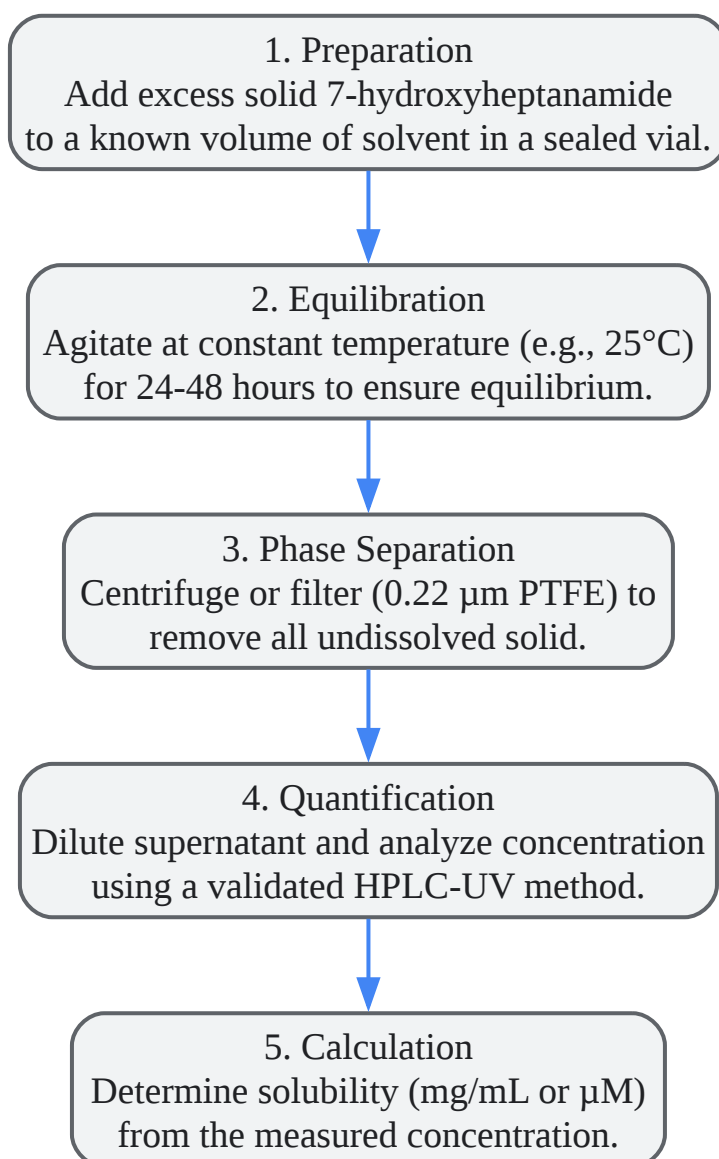 1. Preparation
Add excess solid 7-hydroxyheptanamide
to a known volume of solvent in a sealed vial.
2. Equilibration
Agitate at constant temperature (e.g., 25°C)
for 24-48 hours to ensure equilibrium.
3. Phase Separation
Centrifuge or filter (0.22 µm PTFE) to
remove all undissolved solid.
4. Quantification
Dilute supernatant and analyze concentration
using a validated HPLC-UV method.
5. Calculation
Determine solubility (mg/mL or µM)
from the measured concentration.